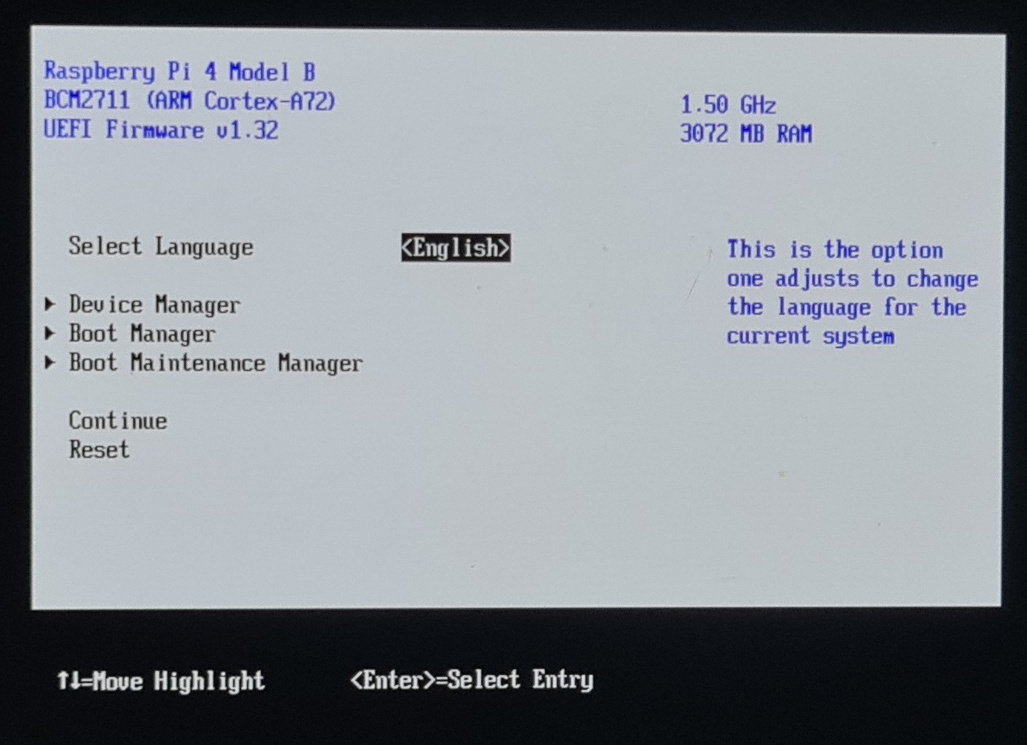 Raspberry Pi 4 Model B
BCM2711 (ARM Cortex-A72)
1.50 GHz
UEFI Firmware v1.32
3072 MB RAM
Select Language
<English>
This is the option
one adjusts to change
the language for the
current system
Device Manager
Boot Manager
Boot Maintenance Manager
Continue
Reset
↑↓=Move Highlight
<Enter>=Select Entry